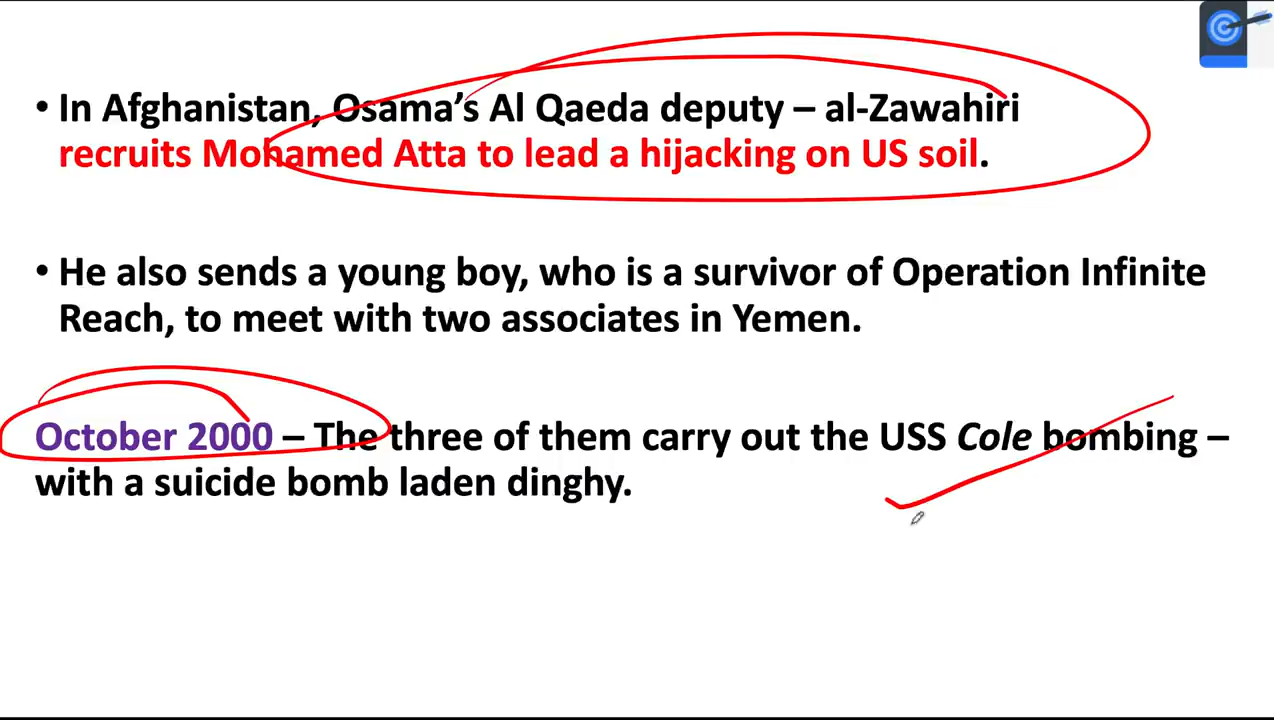 • In Afghanistan, Osama's Al Qaeda deputy – al-Zawahiri
recruits Mohamed Atta to lead a hijacking on US soil.
• He also sends a young boy, who is a survivor of Operation Infinite
Reach, to meet with two associates in Yemen.
October 2000 – The three of them carry out the USS Cole bombing –
with a suicide bomb laden dinghy.